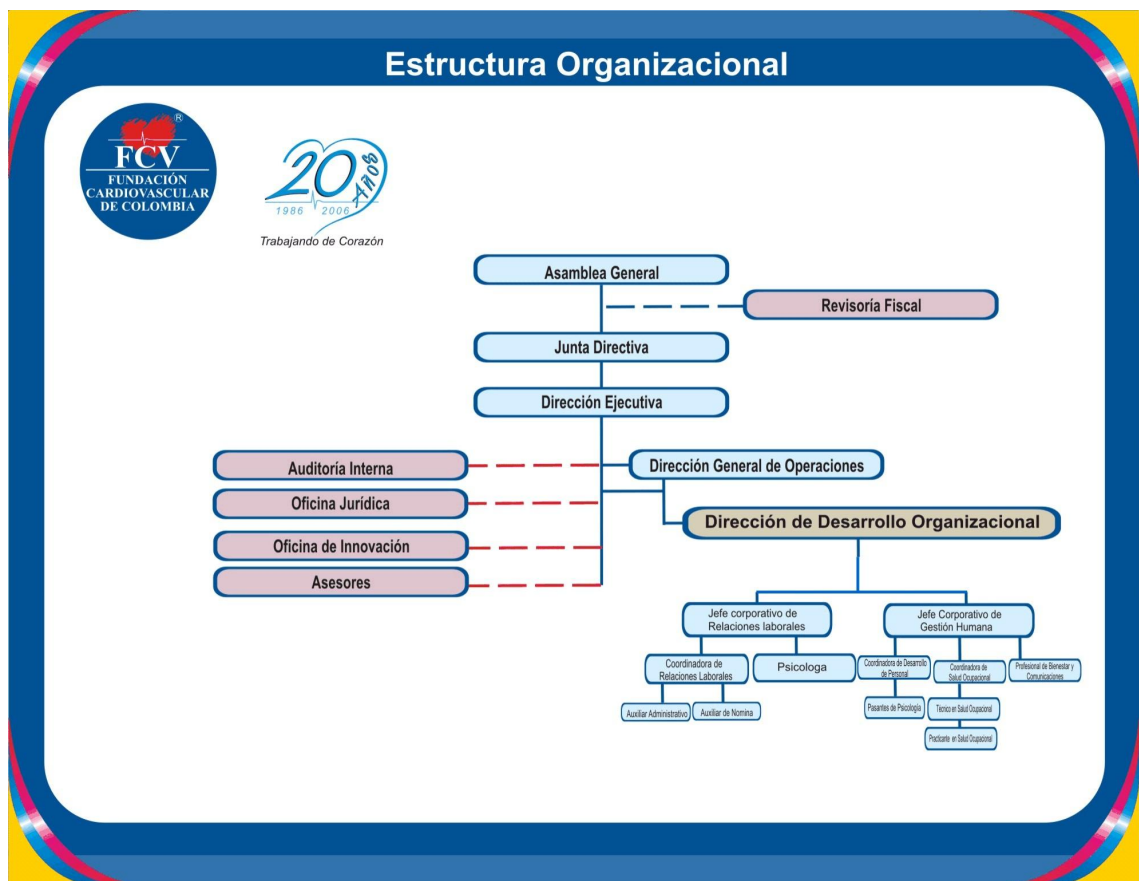 Estructura Organizacional
®
FCV
FUNDACIÓN
CARDIOVASCULAR
DE COLOMBIA
20 Años
1986 2006
Trabajando de Corazón
Asamblea General
Revisoría Fiscal
Junta Directiva
Dirección Ejecutiva
Auditoría Interna
Dirección General de Operaciones
Oficina Jurídica
Dirección de Desarrollo Organizacional
Oficina de Innovación
Asesores
Jefe corporativo de
Relaciones laborales
Jefe Corporativo de
Gestión Humana
Coordinadora de
Relaciones Laborales
Psicologa
Coordinadora de Desarrollo
de Personal
Coordinadora de
Salud Ocupacional
Profesional de Bienestar y
Comunicaciones
Auxiliar Administrativo
Auxiliar de Nomina
Pasantes de Psicología
Técnico en Salud Ocupacional
Practicante en Salud Ocupacional